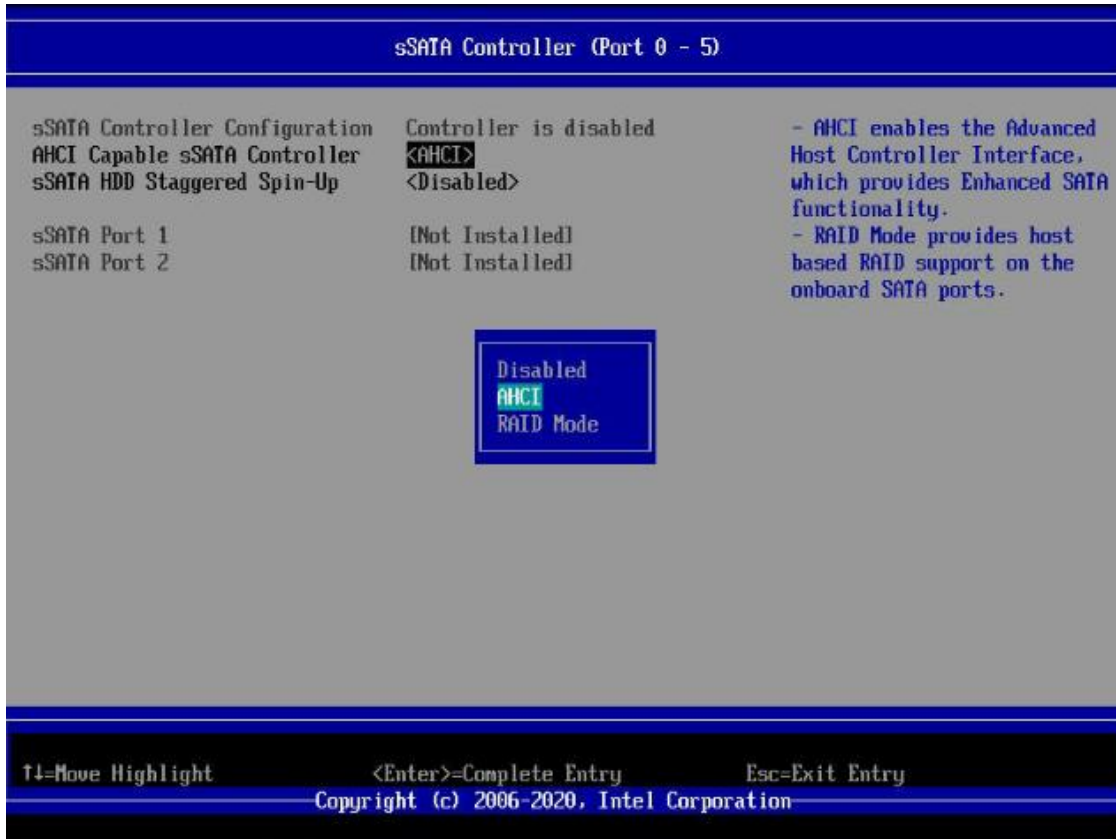 sSATA Controller (Port 0 - 5)
sSATA Controller Configuration Controller is disabled
AHCI Capable sSATA Controller <AHCI>
sSATA HDD Staggered Spin-Up <Disabled>
sSATA Port 1 [Not Installed]
sSATA Port 2 [Not Installed]
- AHCI enables the Advanced
Host Controller Interface,
which provides Enhanced SATA
functionality.
- RAID Mode provides host
based RAID support on the
onboard SATA ports.
Disabled
AHCI
RAID Mode
↑↓=Move Highlight <Enter>=Complete Entry Esc=Exit Entry
Copyright (c) 2006-2020, Intel Corporation